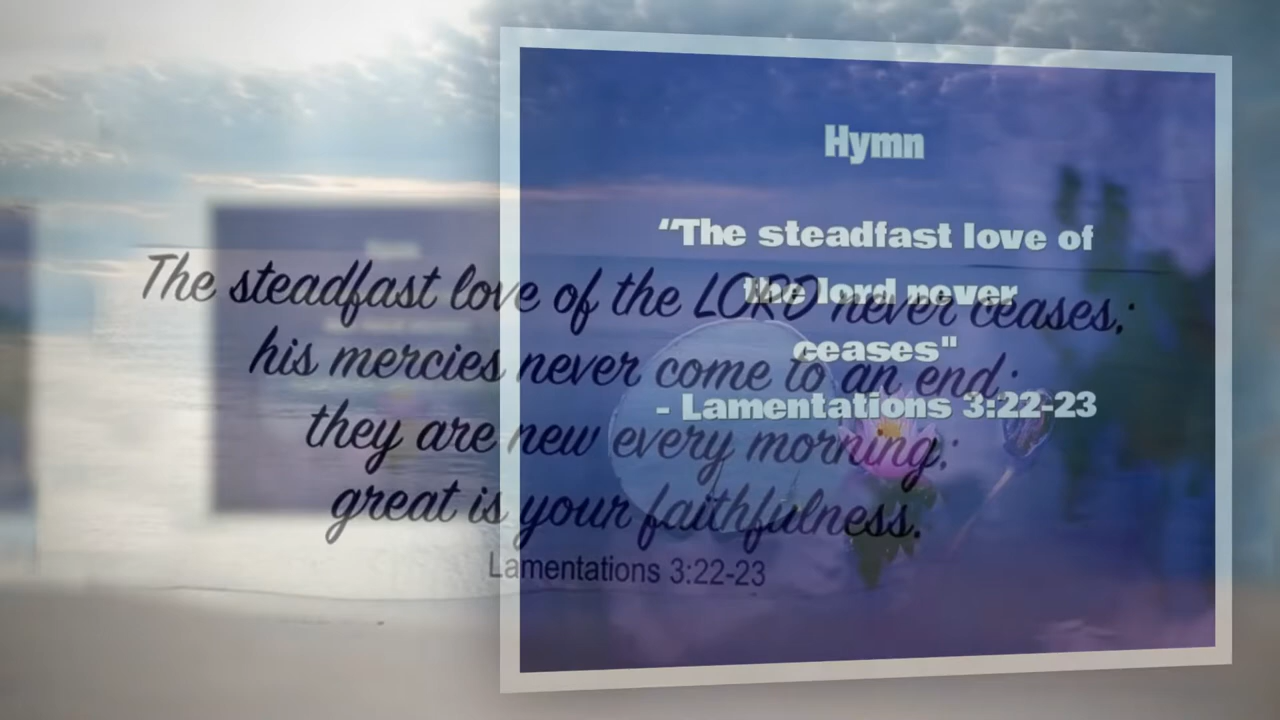 Hymn
“The steadfast love of
the lord never
ceases"
- Lamentations 3:22-23
The steadfast love of the LORD never ceases;
his mercies never come to an end;
they are new every morning;
great is your faithfulness.
Lamentations 3:22-23